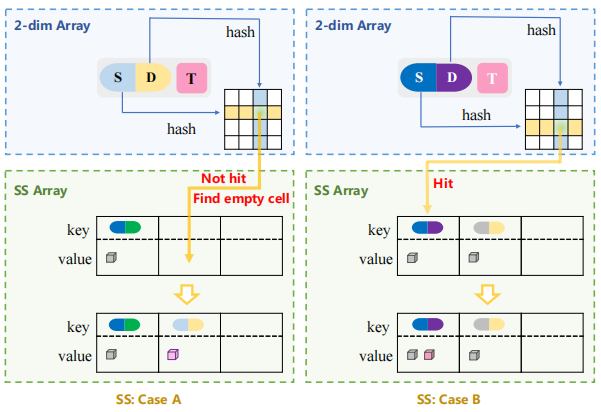 2-dim Array
hash
S D T
hash
SS Array
Not hit
Find empty cell
key
value
key
value
SS: Case A
2-dim Array
hash
S D T
hash
SS Array
Hit
key
value
key
value
SS: Case B